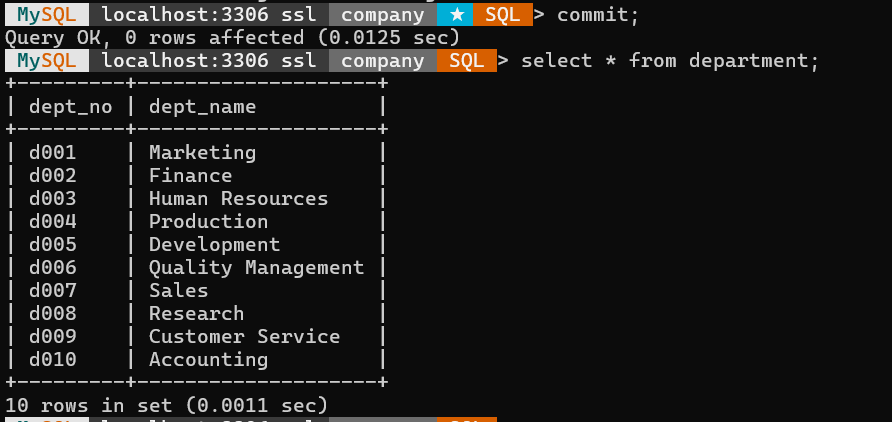 MySQL localhost:3306 ssl company ★ SQL > commit;
Query OK, 0 rows affected (0.0125 sec)
MySQL localhost:3306 ssl company SQL > select * from department;
+---------+--------------------+
| dept_no | dept_name          |
+---------+--------------------+
| d001    | Marketing          |
| d002    | Finance            |
| d003    | Human Resources    |
| d004    | Production         |
| d005    | Development        |
| d006    | Quality Management |
| d007    | Sales              |
| d008    | Research           |
| d009    | Customer Service   |
| d010    | Accounting         |
+---------+--------------------+
10 rows in set (0.0011 sec)